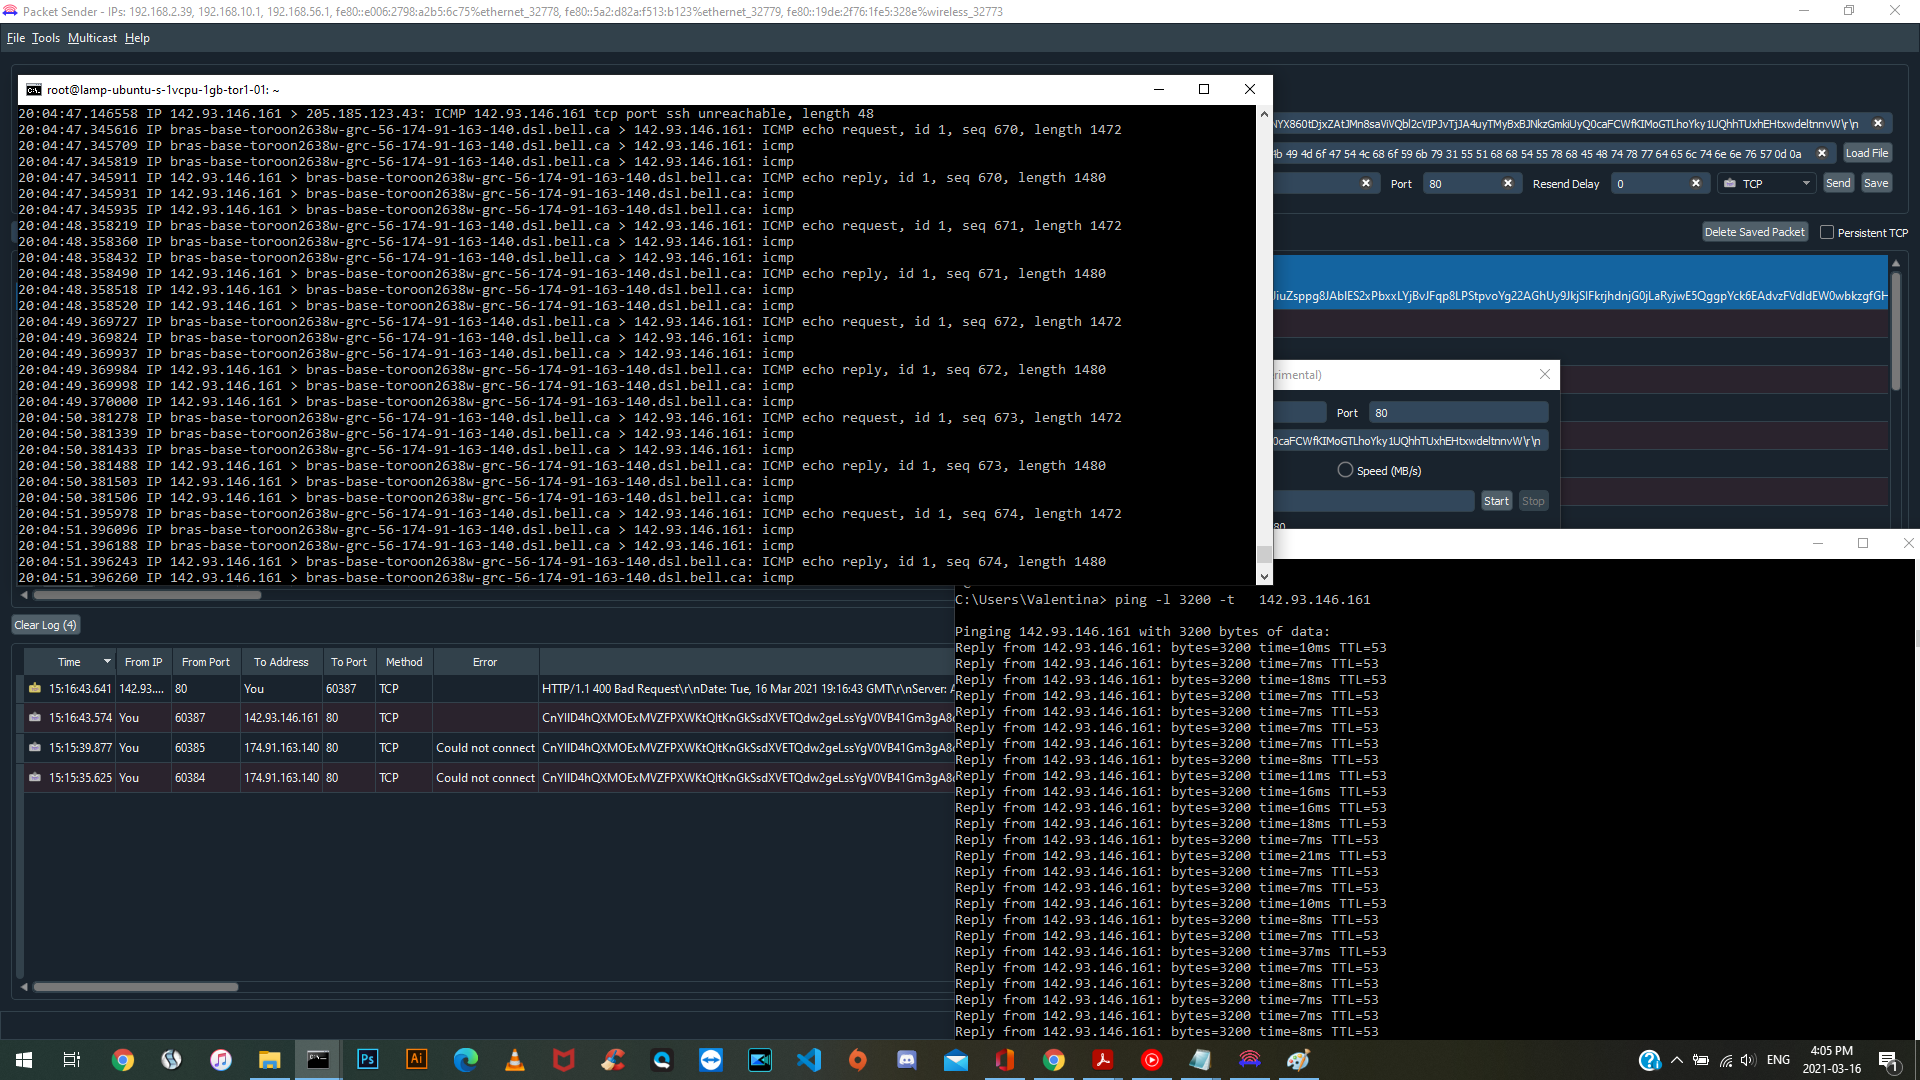 Packet Sender - IPs: 192.168.2.39, 192.168.10.1, 192.168.56.1, fe80::e006:2798:a2b5:6c75%ethernet_32778, fe80::5a2:d82a:f513:b123%ethernet_32779, fe80::19de:2f76:1fe5:328e%wireless_32773
File Tools Multicast Help
root@lamp-ubuntu-s-1vcpu-1gb-tor1-01: ~
20:04:47.146558 IP 142.93.146.161 > 205.185.123.43: ICMP 142.93.146.161 tcp port ssh unreachable, length 48
20:04:47.345616 IP bras-base-toroon2638w-grc-56-174-91-163-140.dsl.bell.ca > 142.93.146.161: ICMP echo request, id 1, seq 670, length 1472
20:04:47.345709 IP bras-base-toroon2638w-grc-56-174-91-163-140.dsl.bell.ca > 142.93.146.161: icmp
20:04:47.345819 IP bras-base-toroon2638w-grc-56-174-91-163-140.dsl.bell.ca > 142.93.146.161: icmp
20:04:47.345911 IP 142.93.146.161 > bras-base-toroon2638w-grc-56-174-91-163-140.dsl.bell.ca: ICMP echo reply, id 1, seq 670, length 1480
20:04:47.345931 IP 142.93.146.161 > bras-base-toroon2638w-grc-56-174-91-163-140.dsl.bell.ca: icmp
20:04:47.345935 IP 142.93.146.161 > bras-base-toroon2638w-grc-56-174-91-163-140.dsl.bell.ca: icmp
20:04:48.358219 IP bras-base-toroon2638w-grc-56-174-91-163-140.dsl.bell.ca > 142.93.146.161: ICMP echo request, id 1, seq 671, length 1472
20:04:48.358360 IP bras-base-toroon2638w-grc-56-174-91-163-140.dsl.bell.ca > 142.93.146.161: icmp
20:04:48.358432 IP bras-base-toroon2638w-grc-56-174-91-163-140.dsl.bell.ca > 142.93.146.161: icmp
20:04:48.358490 IP 142.93.146.161 > bras-base-toroon2638w-grc-56-174-91-163-140.dsl.bell.ca: ICMP echo reply, id 1, seq 671, length 1480
20:04:48.358518 IP 142.93.146.161 > bras-base-toroon2638w-grc-56-174-91-163-140.dsl.bell.ca: icmp
20:04:48.358520 IP 142.93.146.161 > bras-base-toroon2638w-grc-56-174-91-163-140.dsl.bell.ca: icmp
20:04:49.369727 IP bras-base-toroon2638w-grc-56-174-91-163-140.dsl.bell.ca > 142.93.146.161: ICMP echo request, id 1, seq 672, length 1472
20:04:49.369824 IP bras-base-toroon2638w-grc-56-174-91-163-140.dsl.bell.ca > 142.93.146.161: icmp
20:04:49.369937 IP bras-base-toroon2638w-grc-56-174-91-163-140.dsl.bell.ca > 142.93.146.161: icmp
20:04:49.369984 IP 142.93.146.161 > bras-base-toroon2638w-grc-56-174-91-163-140.dsl.bell.ca: ICMP echo reply, id 1, seq 672, length 1480
20:04:49.369998 IP 142.93.146.161 > bras-base-toroon2638w-grc-56-174-91-163-140.dsl.bell.ca: icmp
20:04:49.370000 IP 142.93.146.161 > bras-base-toroon2638w-grc-56-174-91-163-140.dsl.bell.ca: icmp
20:04:50.381278 IP bras-base-toroon2638w-grc-56-174-91-163-140.dsl.bell.ca > 142.93.146.161: ICMP echo request, id 1, seq 673, length 1472
20:04:50.381339 IP bras-base-toroon2638w-grc-56-174-91-163-140.dsl.bell.ca > 142.93.146.161: icmp
20:04:50.381433 IP bras-base-toroon2638w-grc-56-174-91-163-140.dsl.bell.ca > 142.93.146.161: icmp
20:04:50.381488 IP 142.93.146.161 > bras-base-toroon2638w-grc-56-174-91-163-140.dsl.bell.ca: ICMP echo reply, id 1, seq 673, length 1480
20:04:50.381503 IP 142.93.146.161 > bras-base-toroon2638w-grc-56-174-91-163-140.dsl.bell.ca: icmp
20:04:50.381506 IP 142.93.146.161 > bras-base-toroon2638w-grc-56-174-91-163-140.dsl.bell.ca: icmp
20:04:51.395978 IP bras-base-toroon2638w-grc-56-174-91-163-140.dsl.bell.ca > 142.93.146.161: ICMP echo request, id 1, seq 674, length 1472
20:04:51.396096 IP bras-base-toroon2638w-grc-56-174-91-163-140.dsl.bell.ca > 142.93.146.161: icmp
20:04:51.396188 IP bras-base-toroon2638w-grc-56-174-91-163-140.dsl.bell.ca > 142.93.146.161: icmp
20:04:51.396243 IP 142.93.146.161 > bras-base-toroon2638w-grc-56-174-91-163-140.dsl.bell.ca: ICMP echo reply, id 1, seq 674, length 1480
20:04:51.396260 IP 142.93.146.161 > bras-base-toroon2638w-grc-56-174-91-163-140.dsl.bell.ca: icmp
4b 49 4d 6f 47 54 4c 68 6f 59 6b 79 31 55 51 68 68 54 55 78 68 45 48 74 78 77 64 65 6c 74 6e 6e 76 57 0d 0a Load File
Port 80 Resend Delay 0 TCP Send Save
Delete Saved Packet Persistent TCP
rimental)
Port 80
0caFCWfKIMoGTLhoYky1UQhhTUxhEHtxwdeltnnvW\r\n
Speed (MB/s)
Start Stop
80
Clear Log (4)
Time From IP From Port To Address To Port Method Error
15:16:43.641 142.93.... 80 You 60387 TCP HTTP/1.1 400 Bad Request\r\nDate: Tue, 16 Mar 2021 19:16:43 GMT\r\nServer: A
15:16:43.574 You 60387 142.93.146.161 80 TCP
15:15:39.877 You 60385 174.91.163.140 80 TCP Could not connect
15:15:35.625 You 60384 174.91.163.140 80 TCP Could not connect
C:\Users\Valentina> ping -l 3200 -t   142.93.146.161
Pinging 142.93.146.161 with 3200 bytes of data:
Reply from 142.93.146.161: bytes=3200 time=10ms TTL=53
Reply from 142.93.146.161: bytes=3200 time=7ms TTL=53
Reply from 142.93.146.161: bytes=3200 time=18ms TTL=53
Reply from 142.93.146.161: bytes=3200 time=7ms TTL=53
Reply from 142.93.146.161: bytes=3200 time=7ms TTL=53
Reply from 142.93.146.161: bytes=3200 time=7ms TTL=53
Reply from 142.93.146.161: bytes=3200 time=7ms TTL=53
Reply from 142.93.146.161: bytes=3200 time=8ms TTL=53
Reply from 142.93.146.161: bytes=3200 time=11ms TTL=53
Reply from 142.93.146.161: bytes=3200 time=16ms TTL=53
Reply from 142.93.146.161: bytes=3200 time=16ms TTL=53
Reply from 142.93.146.161: bytes=3200 time=18ms TTL=53
Reply from 142.93.146.161: bytes=3200 time=7ms TTL=53
Reply from 142.93.146.161: bytes=3200 time=21ms TTL=53
Reply from 142.93.146.161: bytes=3200 time=7ms TTL=53
Reply from 142.93.146.161: bytes=3200 time=7ms TTL=53
Reply from 142.93.146.161: bytes=3200 time=10ms TTL=53
Reply from 142.93.146.161: bytes=3200 time=8ms TTL=53
Reply from 142.93.146.161: bytes=3200 time=7ms TTL=53
Reply from 142.93.146.161: bytes=3200 time=37ms TTL=53
Reply from 142.93.146.161: bytes=3200 time=7ms TTL=53
Reply from 142.93.146.161: bytes=3200 time=8ms TTL=53
Reply from 142.93.146.161: bytes=3200 time=7ms TTL=53
Reply from 142.93.146.161: bytes=3200 time=7ms TTL=53
Reply from 142.93.146.161: bytes=3200 time=8ms TTL=53
Ps Ai
ENG 4:05 PM
2021-03-16
1